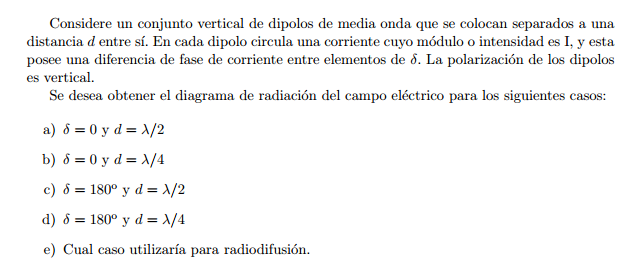 Considere un conjunto vertical de dipolos de media onda que se colocan separados a una
distancia d entre sí. En cada dipolo circula una corriente cuyo módulo o intensidad es I, y esta
posee una diferencia de fase de corriente entre elementos de δ. La polarización de los dipolos
es vertical.
Se desea obtener el diagrama de radiación del campo eléctrico para los siguientes casos:
a) δ = 0 y d = λ/2
b) δ = 0 y d = λ/4
c) δ = 180º y d = λ/2
d) δ = 180º y d = λ/4
e) Cual caso utilizaría para radiodifusión.